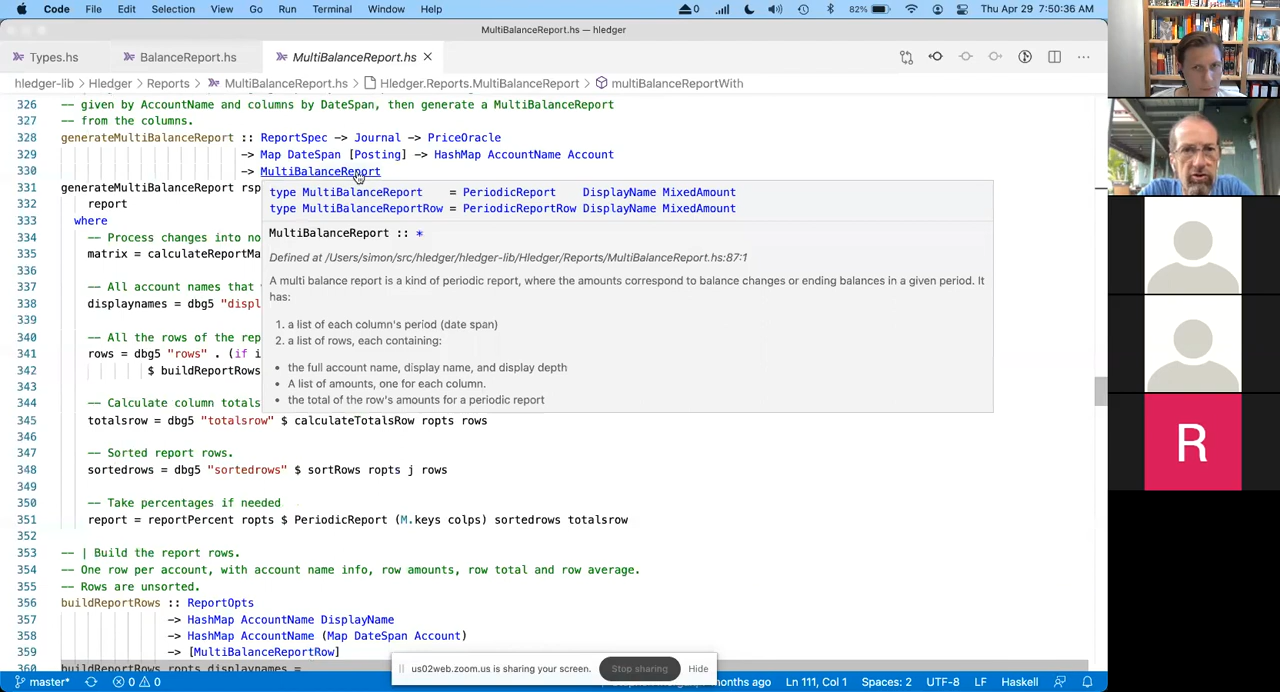 Code File Edit Selection View Go Run Terminal Window Help 0 82% Thu Apr 29 7:50:36 AM
MultiBalanceReport.hs — hledger
Types.hs BalanceReport.hs MultiBalanceReport.hs
hledger-lib > Hledger > Reports > MultiBalanceReport.hs > Hledger.Reports.MultiBalanceReport > multiBalanceReportWith
326 -- given by AccountName and columns by DateSpan, then generate a MultiBalanceReport
327 -- from the columns.
328 generateMultiBalanceReport :: ReportSpec -> Journal -> PriceOracle
329 -> Map DateSpan [Posting] -> HashMap AccountName Account
330 -> MultiBalanceReport
331 generateMultiBalanceReport rsp
type MultiBalanceReport = PeriodicReport DisplayName MixedAmount
332 report
type MultiBalanceReportRow = PeriodicReportRow DisplayName MixedAmount
333 where
MultiBalanceReport :: *
334 -- Process changes into no
335 matrix = calculateReportMa
Defined at /Users/simon/src/hledger/hledger-lib/Hledger/Reports/MultiBalanceReport.hs:87:1
336
A multi balance report is a kind of periodic report, where the amounts correspond to balance changes or ending balances in a given period. It
has:
337 -- All account names that
338 displaynames = dbg5 "displ
339
1. a list of each column's period (date span)
340 -- All the rows of the rep
2. a list of rows, each containing:
341 rows = dbg5 "rows" . (if i
342 $ buildReportRows
• the full account name, display name, and display depth
343
• A list of amounts, one for each column.
344 -- Calculate column totals
• the total of the row's amounts for a periodic report
345 totalsrow = dbg5 "totalsrow" $ calculateTotalsRow ropts rows
346
347 -- Sorted report rows.
348 sortedrows = dbg5 "sortedrows" $ sortRows ropts j rows
349
350 -- Take percentages if needed
351 report = reportPercent ropts $ PeriodicReport (M.keys colps) sortedrows totalsrow
352
353 -- | Build the report rows.
354 -- One row per account, with account name info, row amounts, row total and row average.
355 -- Rows are unsorted.
356 buildReportRows :: ReportOpts
357 -> HashMap AccountName DisplayName
358 -> HashMap AccountName (Map DateSpan Account)
359 -> [MultiBalanceReportRow]
360 buildReportRows ropts displaynames =
us02web.zoom.us is sharing your screen. Stop sharing Hide
master* 0 0 months ago Ln 111, Col 1 Spaces: 2 UTF-8 LF Haskell
R